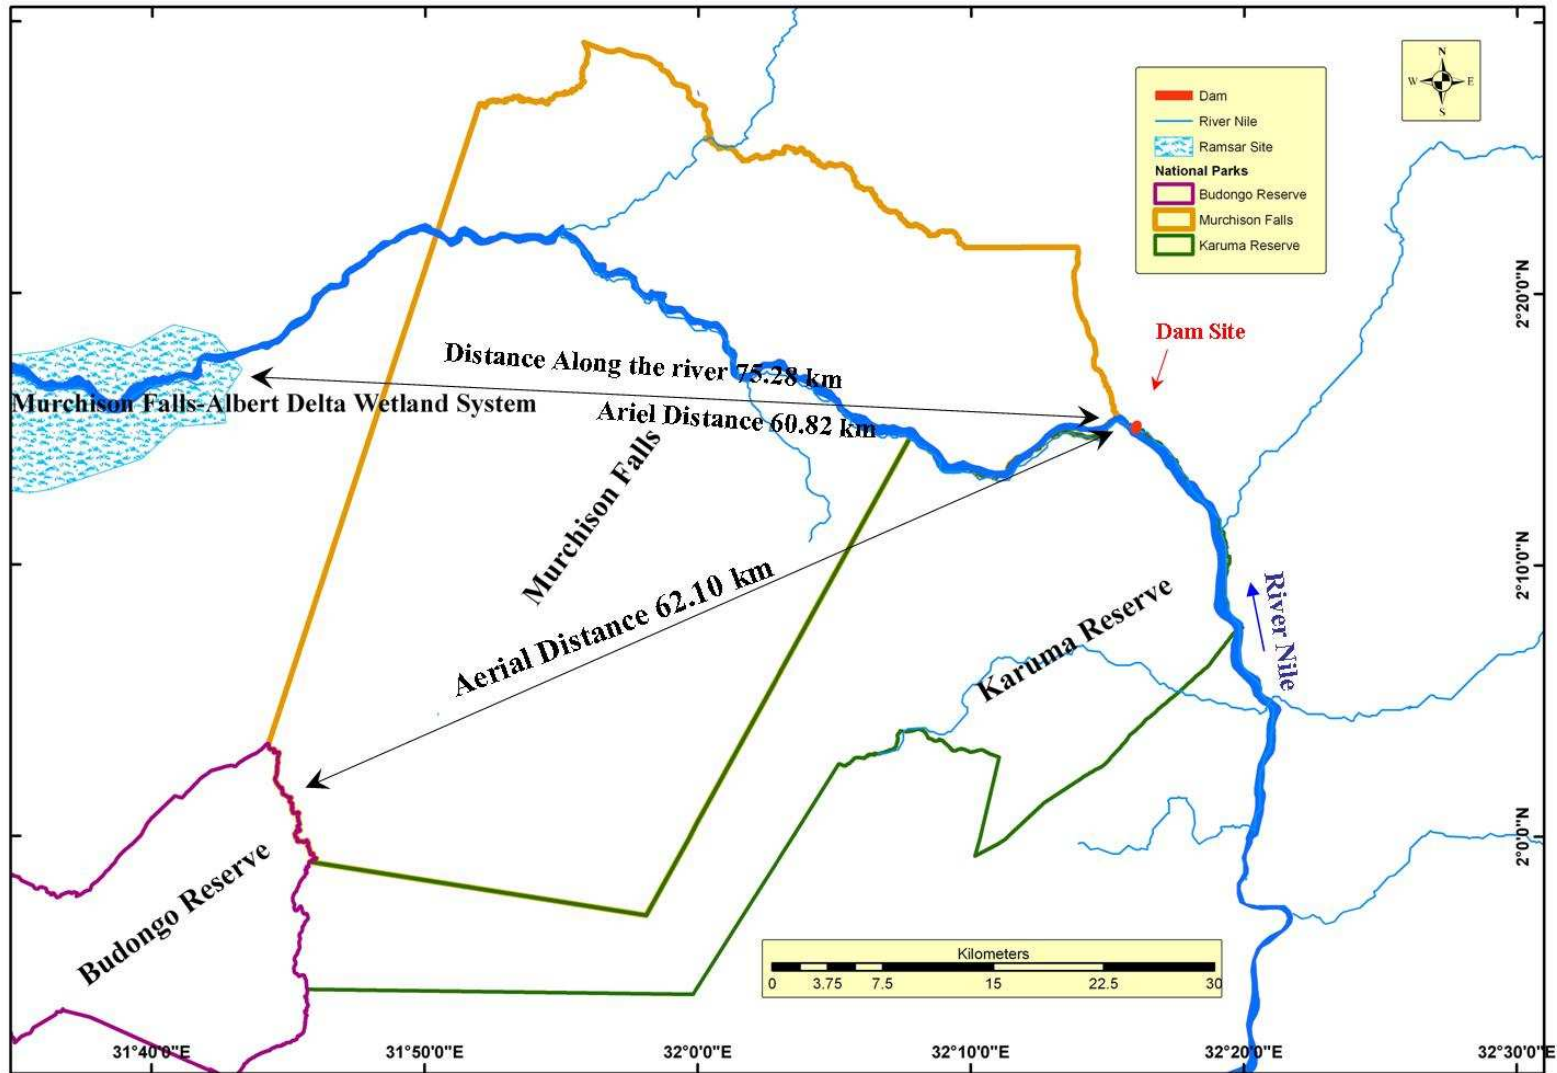 N
W E
S
Dam
River Nile
Ramsar Site
National Parks
Budongo Reserve
Murchison Falls
Karuma Reserve
2°20'0"N
Dam Site
Distance Along the river 75.28 km
Murchison Falls-Albert Delta Wetland System
Ariel Distance 60.82 km
Murchison Falls
2°10'0"N
Aerial Distance 62.10 km
Karuma Reserve
River Nile
2°0'0"N
Budongo Reserve
Kilometers
0 3.75 7.5 15 22.5 30
31°40'0"E 31°50'0"E 32°0'0"E 32°10'0"E 32°20'0"E 32°30'0"E